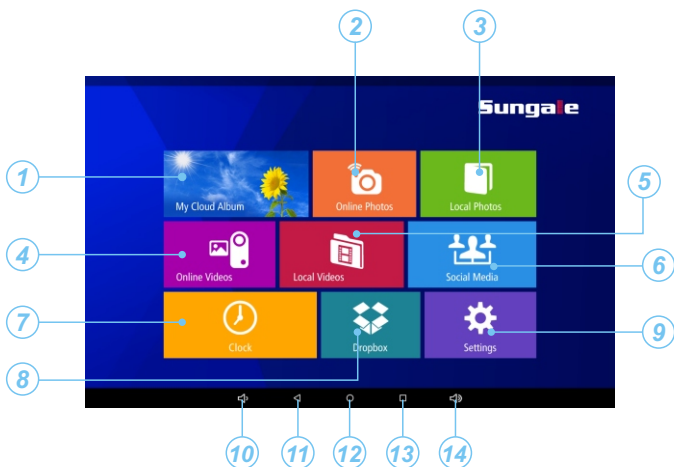 2 3
Sungale
1 My Cloud Album Online Photos Local Photos 5
4 Online Videos Local Videos Social Media 6
7 Clock Dropbox Settings 9
8
10 11 12 13 14